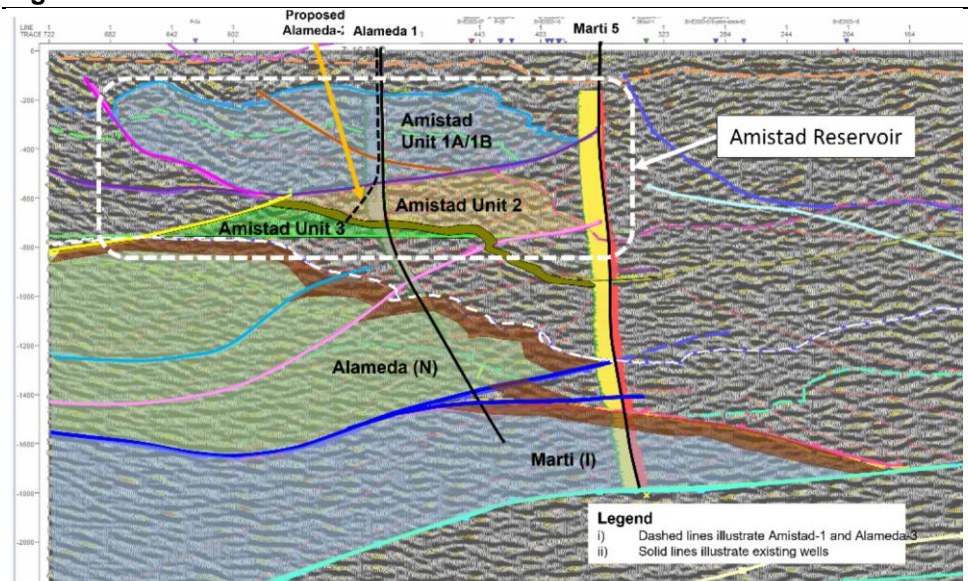 Proposed
Alameda-
Alameda 1
Marti 5
LINE
TRACE 722
682
642
602
443
403
323
284
244
204
164
0
-200
-400
-600
-800
-1000
-1200
-1400
-1600
-1800
-2000
Amistad
Unit 1A/1B
Amistad Reservoir
Amistad Unit 2
Amistad Unit 3
Alameda (N)
Marti (I)
Legend
i) Dashed lines illustrate Amistad-1 and Alameda-3
ii) Solid lines illustrate existing wells